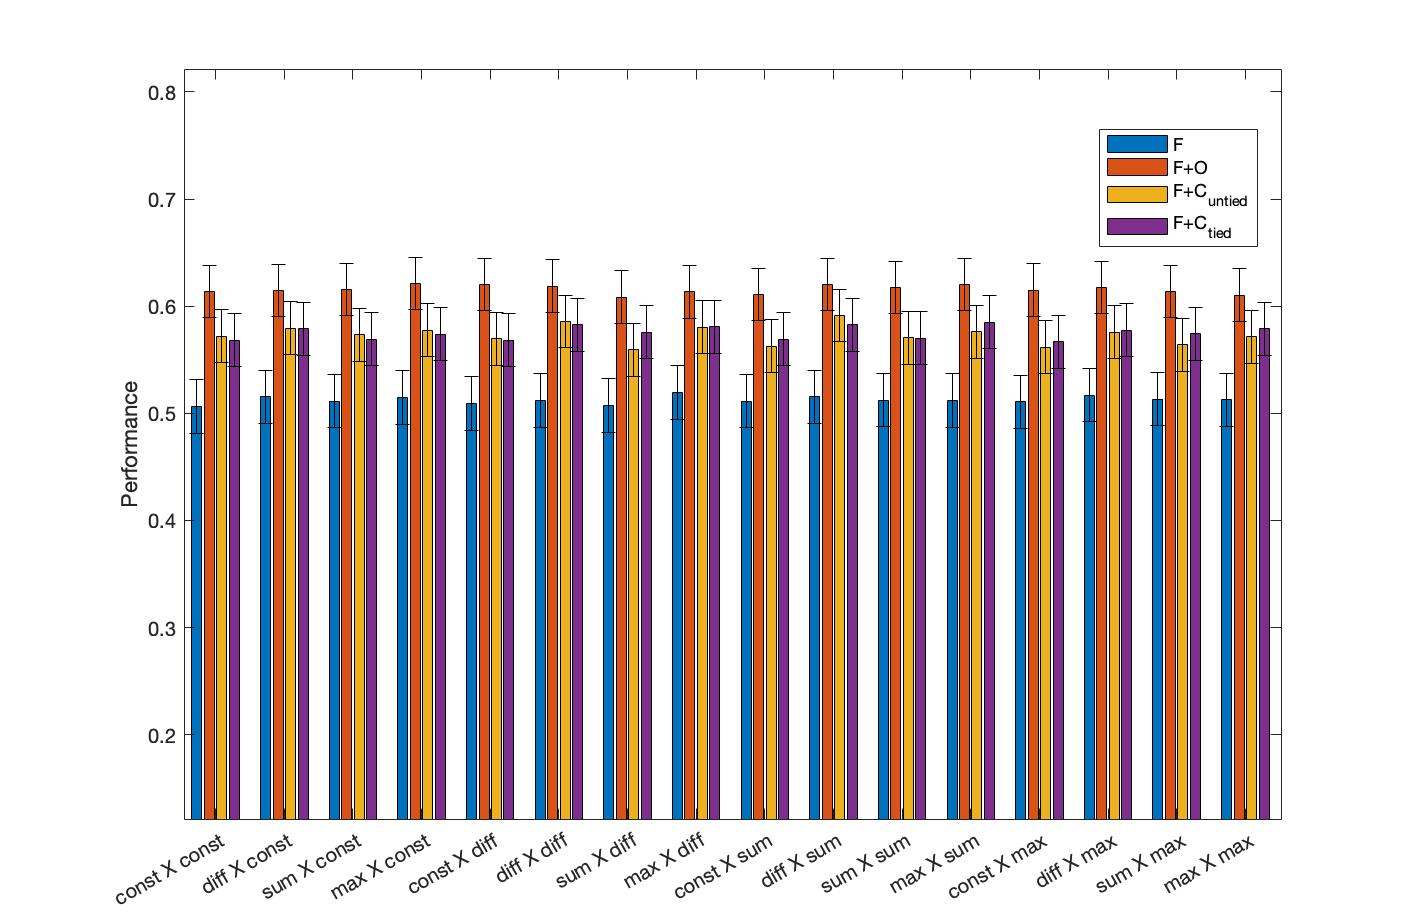 0.8
0.7
0.6
0.5
0.4
0.3
0.2
Performance
F
F+O
F+C untied
F+C tied
const X const
diff X const
sum X const
max X const
const X diff
diff X diff
sum X diff
max X diff
const X sum
diff X sum
sum X sum
max X sum
const X max
diff X max
sum X max
max X max